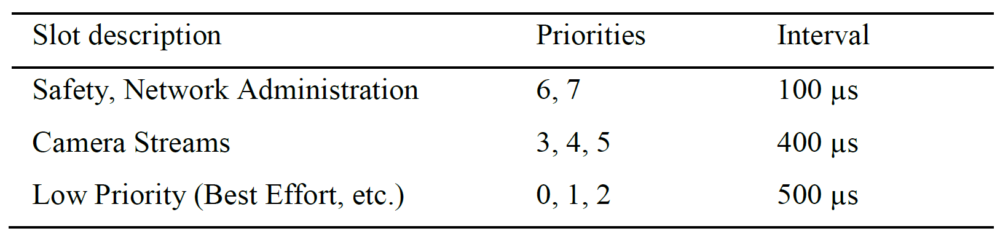 Slot description Priorities Interval
Safety, Network Administration 6, 7 100 µs
Camera Streams 3, 4, 5 400 µs
Low Priority (Best Effort, etc.) 0, 1, 2 500 µs